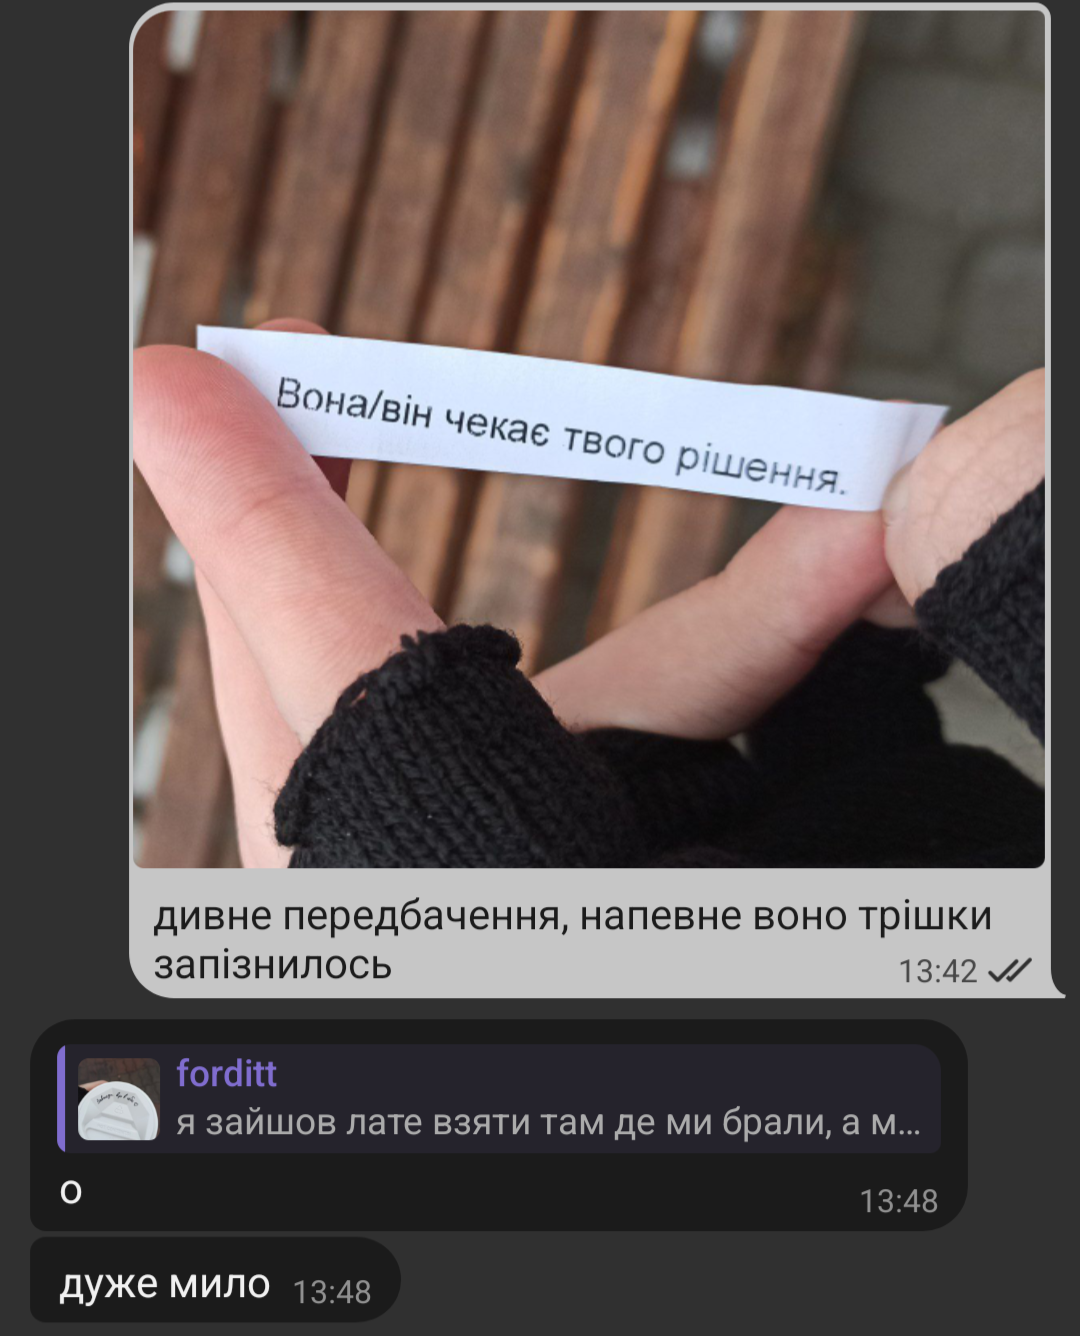 Вона/він чекає твого рішення.
дивне передбачення, напевне воно трішки
запізнилось
13:42
forditt
я зайшов лате взяти там де ми брали, а м...
о
13:48
дуже мило 13:48